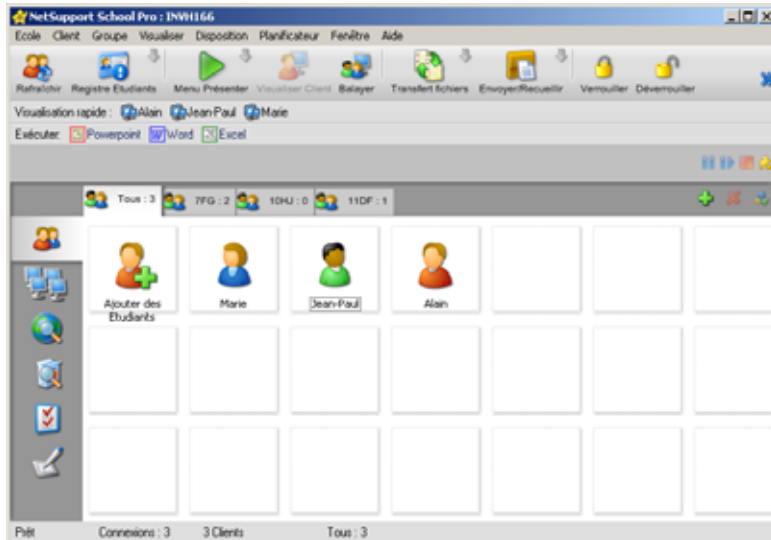 NetSupport School Pro : INVH166
Ecole Client Groupe Visualiser Disposition Planificateur Fenêtre Aide
Rafraîchir Registre Etudiants Menu Présenter Visualiser Client Balayer Transfert fichiers Envoyer/Recueillir Verrouiller Déverrouiller
Visualisation rapide : Alain Jean-Paul Marie
Exécuter: Powerpoint Word Excel
Tous : 3 7FG : 2 10HJ : 0 11DF : 1
Ajouter des Etudiants Marie Jean-Paul Alain
Prêt Connexions : 3 3 Clients Tous : 3